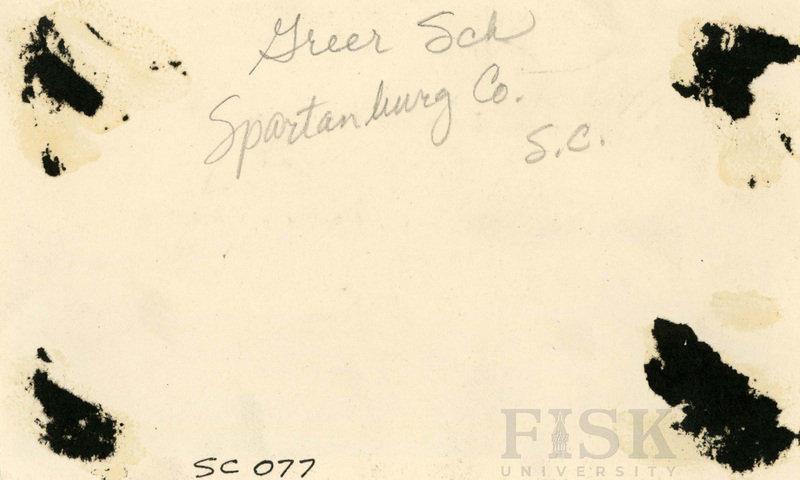 Greer Sch
Spartanburg Co.
S.C.
SC 077
FISK
UNIVERSITY